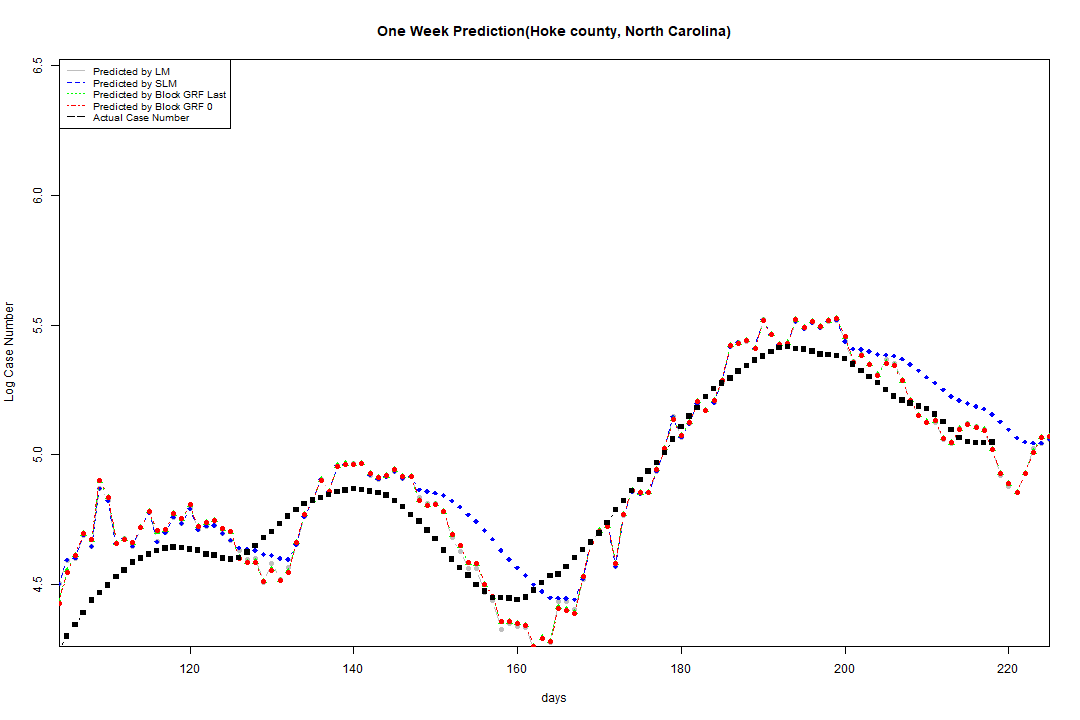 One Week Prediction(Hoke county, North Carolina)
Predicted by LM
Predicted by SLM
Predicted by Block GRF Last
Predicted by Block GRF 0
Actual Case Number
6.5
6.0
5.5
5.0
4.5
Log Case Number
120 140 160 180 200 220
days